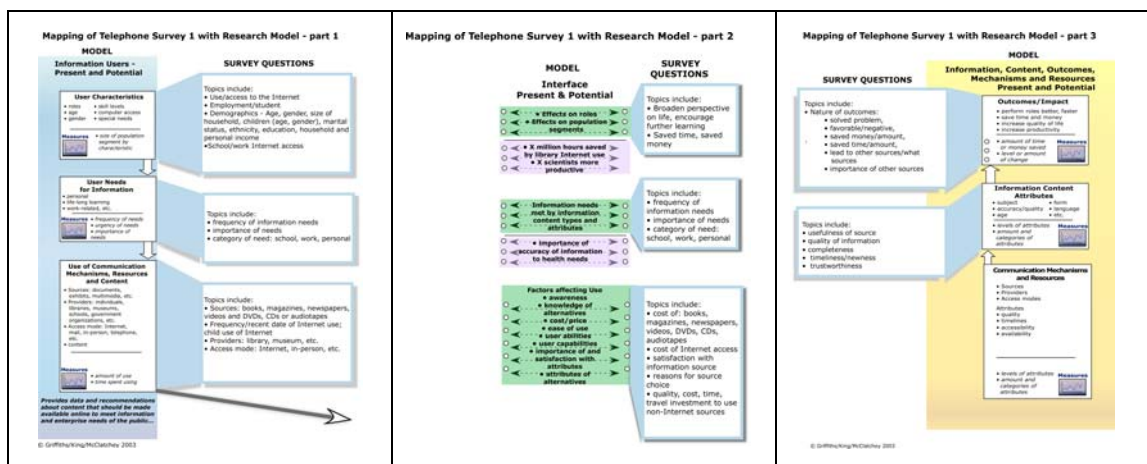 Mapping of Telephone Survey 1 with Research Model - part 1
MODEL
Information Users -
Present and Potential
User Characteristics
• roles
• age
• gender
• skill levels
• computer access
• special needs
Measures
• size of population
segment by
characteristic
User Needs
for Information
• personal
• life-long learning
• work-related, etc.
Measures
• frequency of needs
• urgency of needs
• importance of
needs
Use of Communication
Mechanisms, Resources
and Content
• Sources: documents,
exhibits, multimedia, etc.
• Providers: individuals,
libraries, museums,
schools, government
organizations, etc.
• Access mode: Internet,
mail, in-person, telephone,
etc.
• content
Measures
• amount of use
• time spent using
Provides data and recommendations
about content that should be made
available online to meet information
and enterprise needs of the public...
SURVEY QUESTIONS
Topics include:
• Use/access to the Internet
• Employment/student
• Demographics - Age, gender, size of
household, children (age, gender), marital
status, ethnicity, education, household and
personal income
•School/work Internet access
Topics include:
• frequency of information needs
• importance of needs
• category of need: school, work, personal
Topics include:
• Sources: books, magazines, newspapers,
videos and DVDs, CDs or audiotapes
• Frequency/recent date of Internet use;
child use of Internet
• Providers: library, museum, etc.
• Access mode: Internet, in-person, etc.
© Griffiths/King/McClatchey 2003
Mapping of Telephone Survey 1 with Research Model - part 2
MODEL
Interface
Present & Potential
• Effects on roles
• Effects on population
segments
• X million hours saved
by library Internet use
• X scientists more
productive
Information needs
met by information
content types and
attributes
• Importance of
accuracy of information
to health needs
Factors affecting Use
• awareness
• knowledge of
alternatives
• cost/price
• ease of use
• user abilities
• user capabilities
• importance of and
satisfaction with
attributes
• attributes of
alternatives
SURVEY
QUESTIONS
Topics include:
• Broaden perspective
on life, encourage
further learning
• Saved time, saved
money
Topics include:
• frequency of
information needs
• importance of needs
• category of need:
school, work, personal
Topics include:
• cost of: books,
magazines, newspapers,
videos, DVDs, CDs,
audiotapes
• cost of Internet access
• satisfaction with
information source
• reasons for source
choice
• quality, cost, time,
travel investment to use
non-Internet sources
Mapping of Telephone Survey 1 with Research Model - part 3
MODEL
Information, Content, Outcomes,
Mechanisms and Resources
Present and Potential
SURVEY QUESTIONS
Topics include:
• Nature of outcomes:
• solved problem,
favorable/negative,
• saved money/amount,
• saved time/amount,
• lead to other sources/what
sources
• importance of other sources
Topics include:
• usefulness of source
• quality of information
• completeness
• timeliness/newness
• trustworthiness
Outcomes/Impact
• perform roles better, faster
• save time and money
• increase quality of life
• increase productivity
• amount of time
or money saved
• level or amount
of change
Measures
Information Content
Attributes
• subject
• accuracy/quality
• age
• form
• language
• etc.
• levels of attributes
• amount and
categories of
attributes
Measures
Communication Mechanisms
and Resources
• Sources
• Providers
• Access modes
Attributes
• quality
• timelines
• accessibility
• availability
• levels of attributes
• amount and
categories of
attributes
Measures
© Griffiths/King/McClatchey 2003